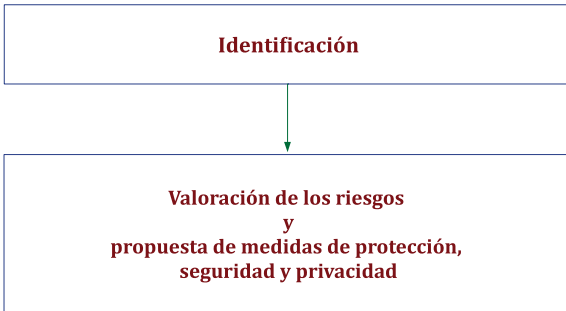 Identificación
Valoración de los riesgos
y
propuesta de medidas de protección,
seguridad y privacidad